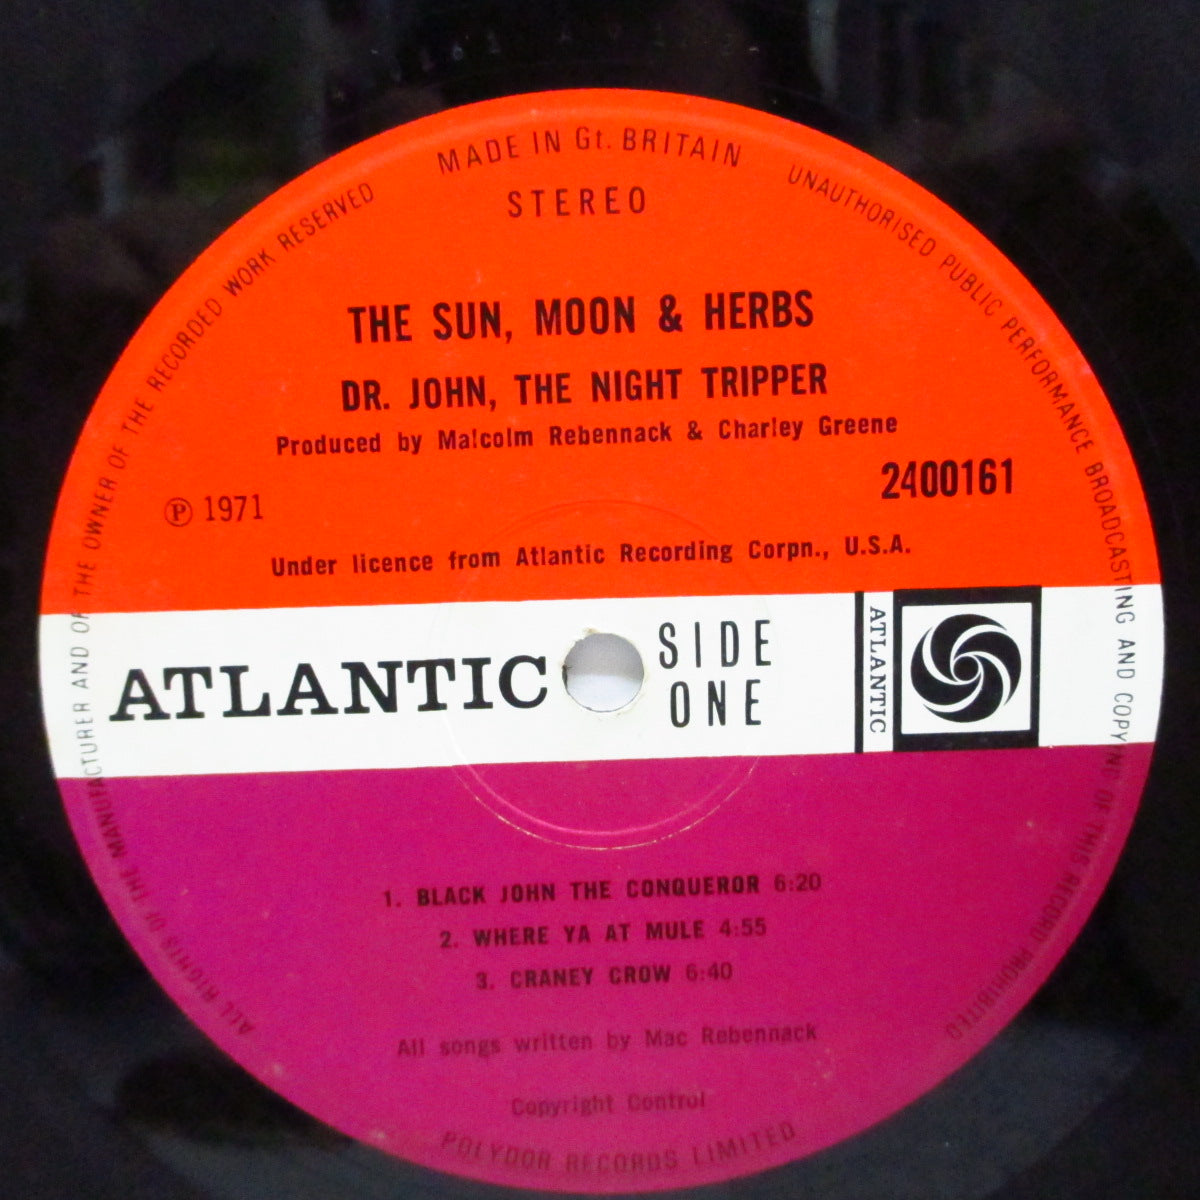 MADE IN Gt. BRITAIN
UNAUTHORISED PUBLIC PERFORMANCE BROADCASTING AND COPYING OF THIS RECORD PROHIBITED
ALL RIGHTS OF THE MANUFACTURER AND OF THE OWNER OF THE RECORDED WORK RESERVED
STEREO
THE SUN, MOON & HERBS
DR. JOHN, THE NIGHT TRIPPER
Produced by Malcolm Rebennack & Charley Greene
2400161
℗ 1971
Under licence from Atlantic Recording Corpn., U.S.A.
ATLANTIC
SIDE
ONE
ATLANTIC
1. BLACK JOHN THE CONQUEROR 6:20
2. WHERE YA AT MULE 4:55
3. CRANEY CROW 6:40
All songs written by Mac Rebennack
Copyright Control
POLYDOR RECORDS LIMITED